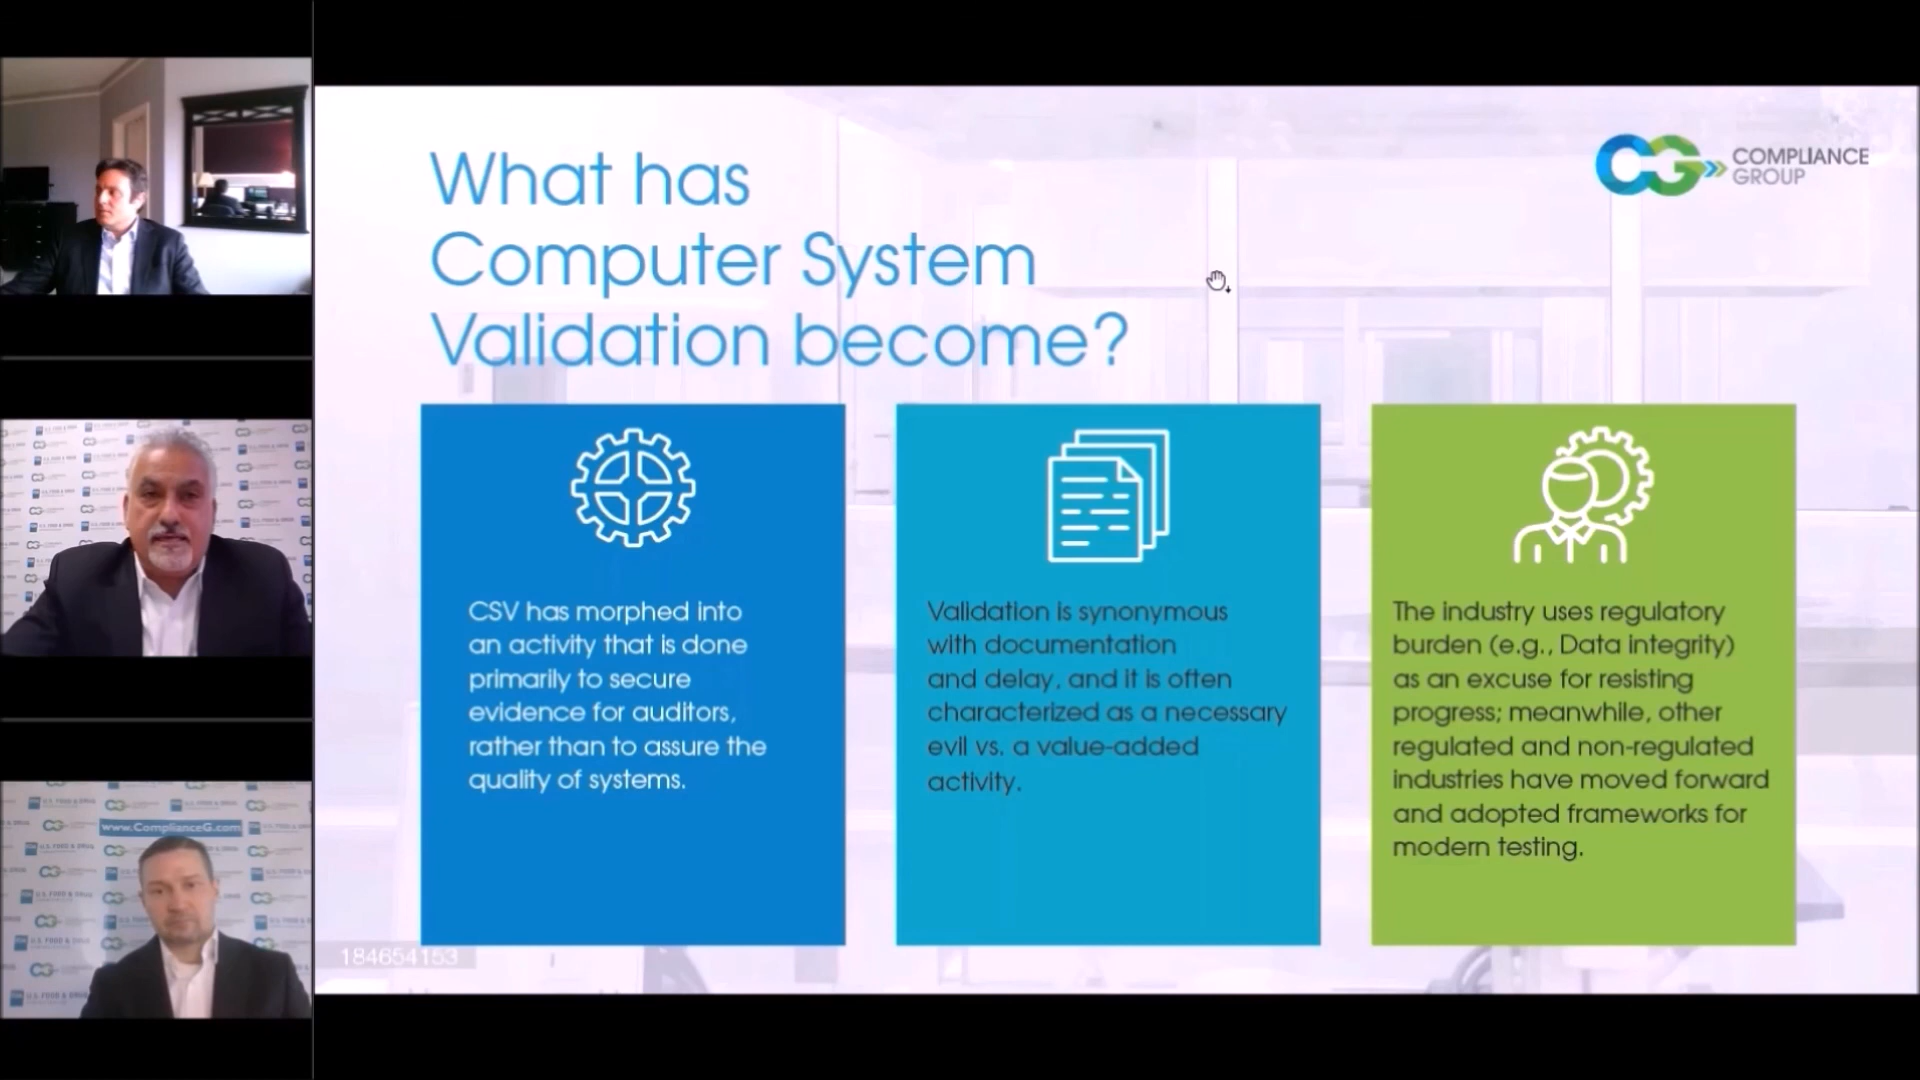 What has
Computer System
Validation become?
COMPLIANCE
GROUP
CSV has morphed into
an activity that is done
primarily to secure
evidence for auditors,
rather than to assure the
quality of systems.
Validation is synonymous
with documentation
and delay, and it is often
characterized as a necessary
evil vs. a value-added
activity.
The industry uses regulatory
burden (e.g., Data integrity)
as an excuse for resisting
progress; meanwhile, other
regulated and non-regulated
industries have moved forward
and adopted frameworks for
modern testing.
184654153
www.ComplianceG.com
U.S. FOOD & DRUG